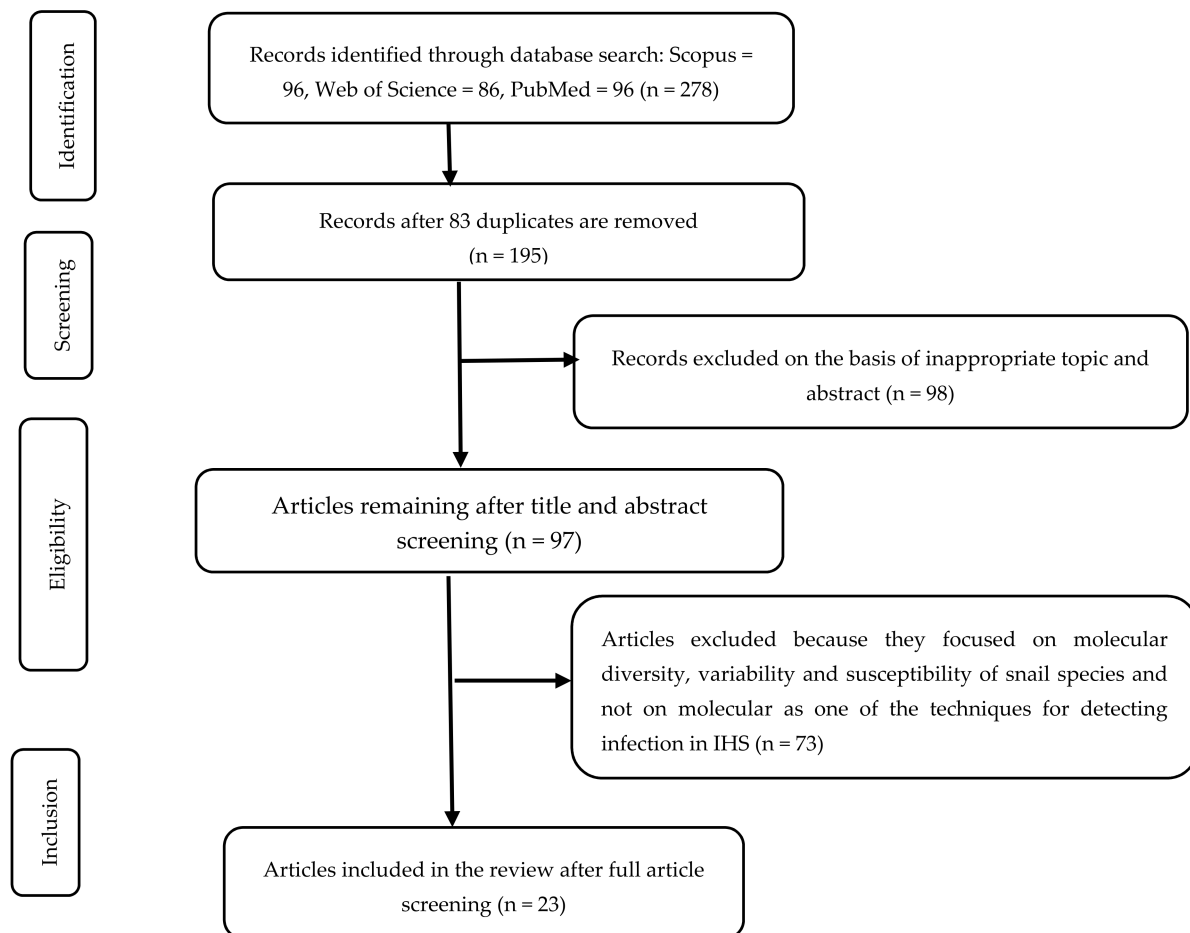 Identification
Records identified through database search: Scopus =
96, Web of Science = 86, PubMed = 96 (n = 278)
Records after 83 duplicates are removed
(n = 195)
Screening
Records excluded on the basis of inappropriate topic and
abstract (n = 98)
Eligibility
Articles remaining after title and abstract
screening (n = 97)
Articles excluded because they focused on molecular
diversity, variability and susceptibility of snail species and
not on molecular as one of the techniques for detecting
infection in IHS (n = 73)
Inclusion
Articles included in the review after full article
screening (n = 23)